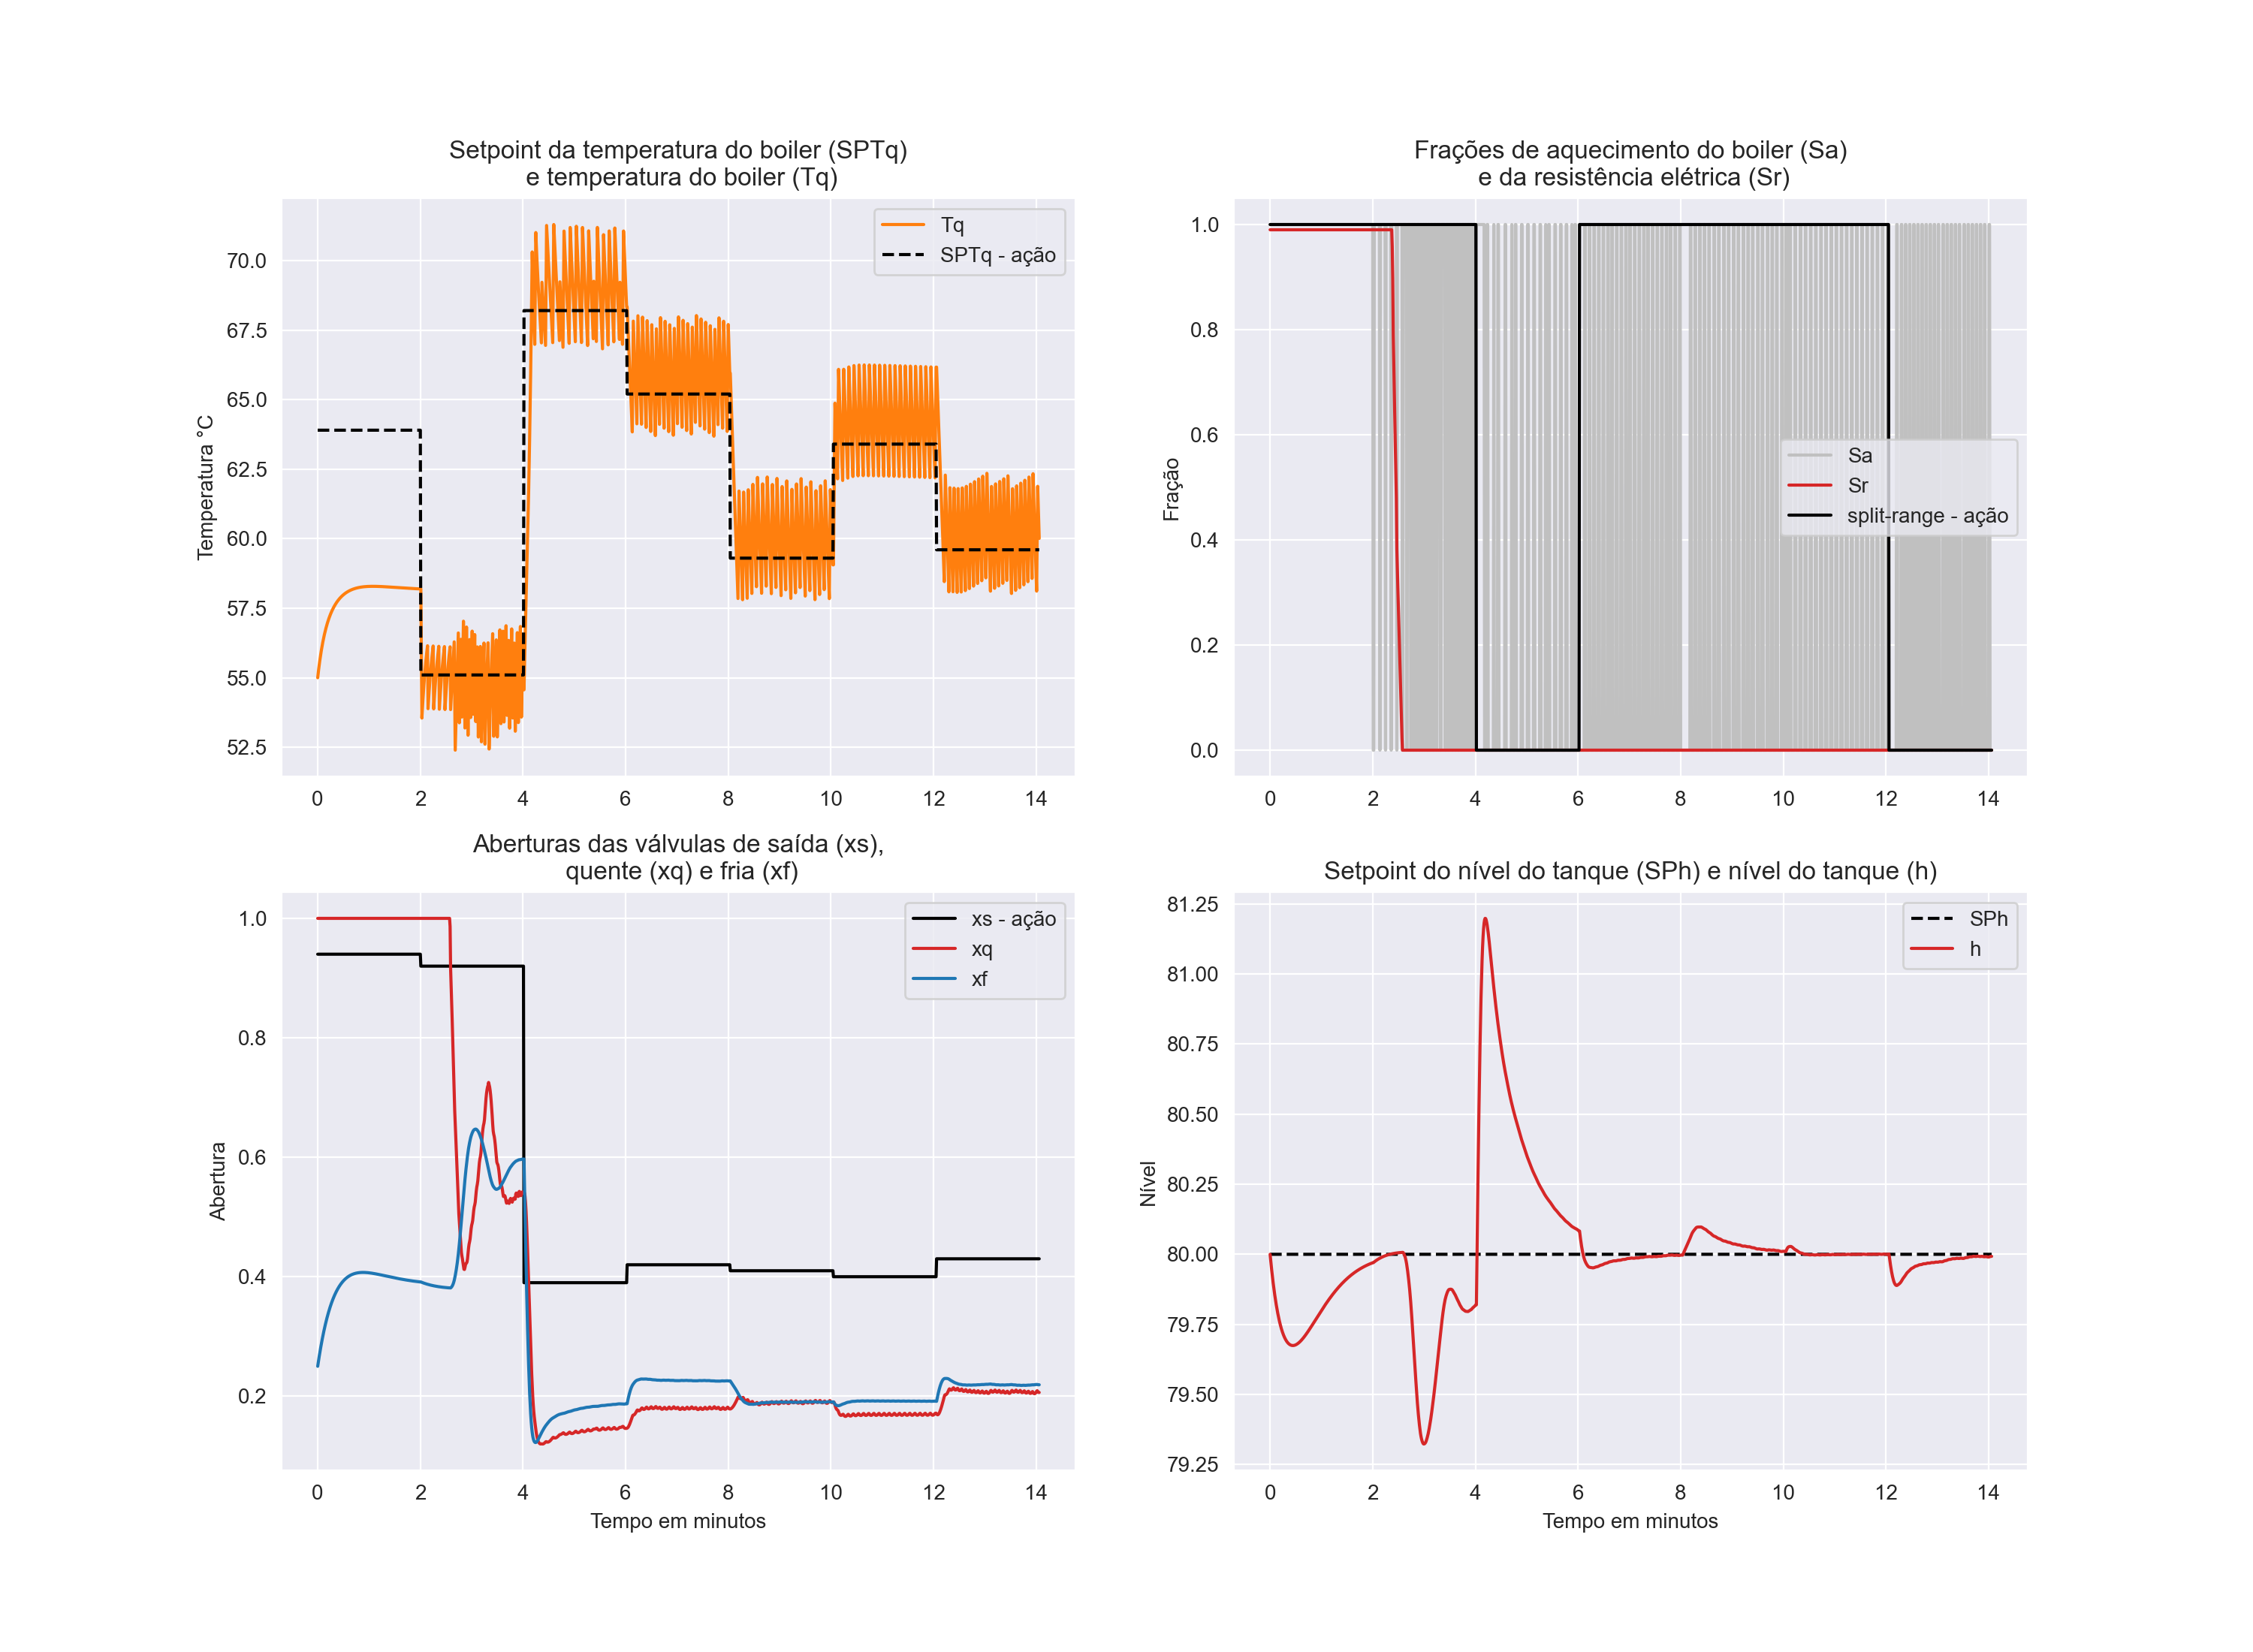 Setpoint da temperatura do boiler (SPTq)
e temperatura do boiler (Tq)
Temperatura °C
70.0
67.5
65.0
62.5
60.0
57.5
55.0
52.5
0 2 4 6 8 10 12 14
Tq
SPTq - ação
Frações de aquecimento do boiler (Sa)
e da resistência elétrica (Sr)
Fração
1.0
0.8
0.6
0.4
0.2
0.0
0 2 4 6 8 10 12 14
Sa
Sr
split-range - ação
Aberturas das válvulas de saída (xs),
quente (xq) e fria (xf)
Abertura
1.0
0.8
0.6
0.4
0.2
0 2 4 6 8 10 12 14
Tempo em minutos
xs - ação
xq
xf
Setpoint do nível do tanque (SPh) e nível do tanque (h)
Nível
81.25
81.00
80.75
80.50
80.25
80.00
79.75
79.50
79.25
0 2 4 6 8 10 12 14
Tempo em minutos
SPh
h